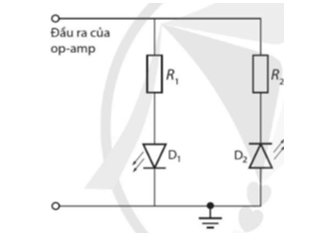 Đầu ra của
op-amp
R1
R2
D1
D2